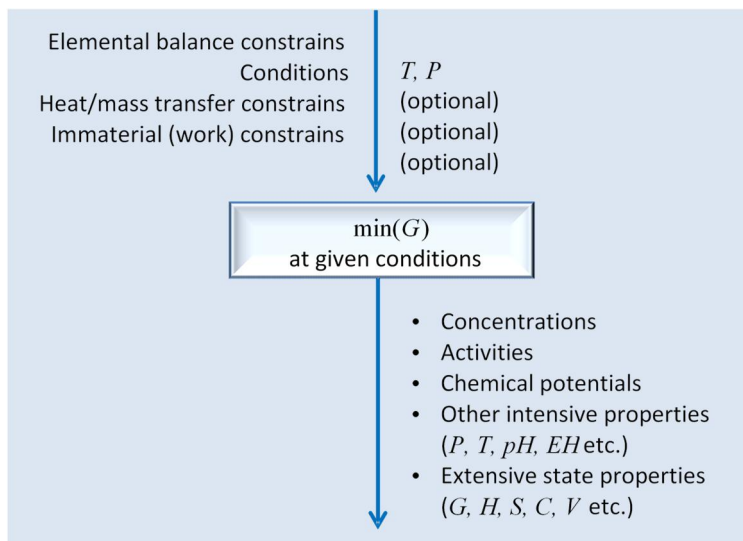 Elemental balance constrains
Conditions T, P
Heat/mass transfer constrains (optional)
Immaterial (work) constrains (optional)
(optional)
min(G)
at given conditions
• Concentrations
• Activities
• Chemical potentials
• Other intensive properties
(P, T, pH, EH etc.)
• Extensive state properties
(G, H, S, C, V etc.)